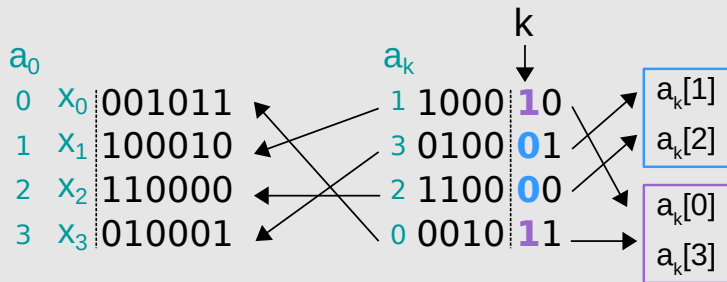 k
a₀ aₖ
0 x₀ 001011 1 1000 10 aₖ[1]
1 x₁ 100010 3 0100 01 aₖ[2]
2 x₂ 110000 2 1100 00 aₖ[0]
3 x₃ 010001 0 0010 11 aₖ[3]